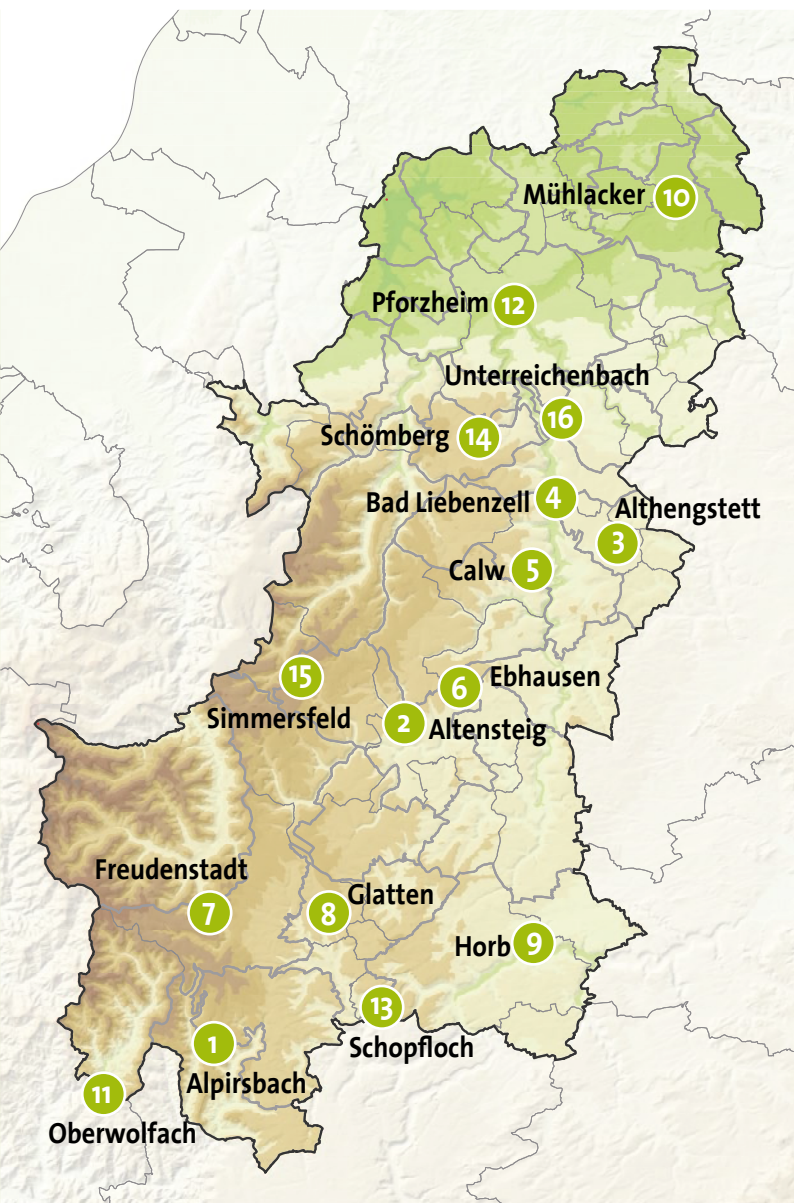 Mühlacker 10
Pforzheim 12
Unterreichenbach
16
Schömberg 14
Bad Liebenzell 4
Althengstett
3
Calw 5
15
Simmersfeld
6 Ebhausen
2 Altensteig
Freudenstadt
7
Glatten
8
Horb 9
13
Schopfloch
1
Alpirsbach
11
Oberwolfach